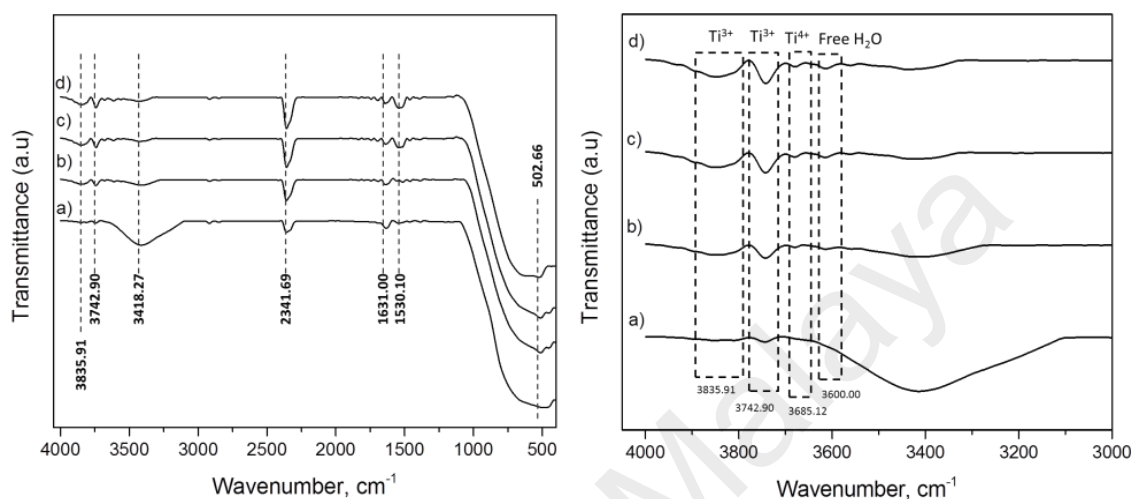 d)
c)
b)
a)
3835.91
3742.90
3418.27
2341.69
1631.00
1530.10
502.66
Transmittance (a.u)
4000 3500 3000 2500 2000 1500 1000 500
Wavenumber, cm-1
Ti3+ Ti3+ Ti4+ Free H2O
d)
c)
b)
a)
3835.91
3742.90
3685.12
3600.00
Transmittance (a.u)
4000 3800 3600 3400 3200 3000
Wavenumber, cm-1
Malaya